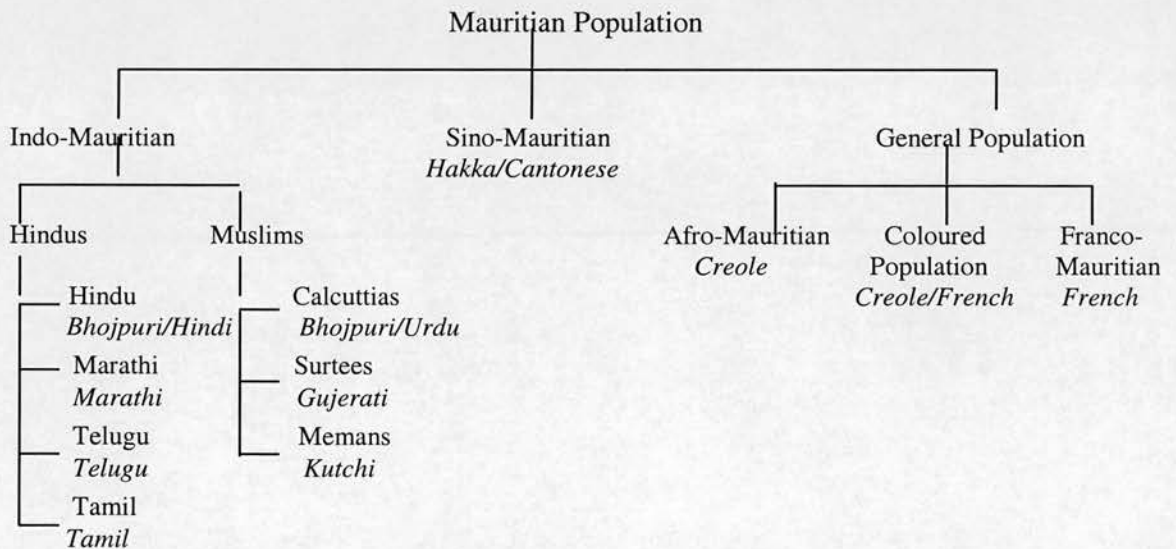 Mauritian Population
Indo-Mauritian
Sino-Mauritian
Hakka/Cantonese
General Population
Hindus
Muslims
Afro-Mauritian
Creole
Coloured
Population
Creole/French
Franco-
Mauritian
French
Hindu
Bhojpuri/Hindi
Marathi
Marathi
Telugu
Telugu
Tamil
Tamil
Calcuttias
Bhojpuri/Urdu
Surtees
Gujerati
Memans
Kutchi